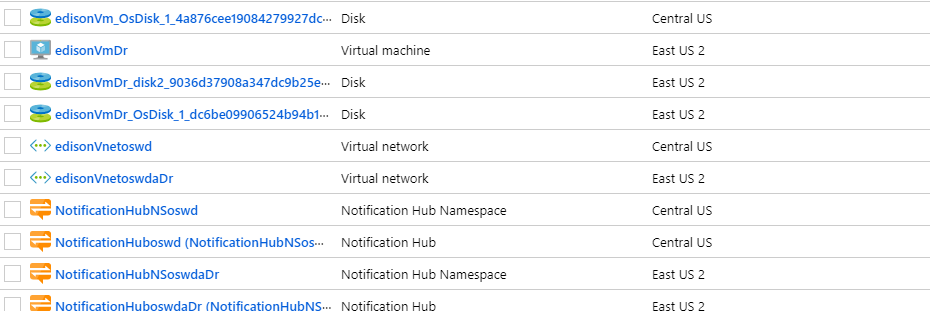 edisonVm_OsDisk_1_4a876cee19084279927dc··· Disk Central US
edisonVmDr Virtual machine East US 2
edisonVmDr_disk2_9036d37908a347dc9b25e··· Disk East US 2
edisonVmDr_OsDisk_1_dc6be09906524b94b1··· Disk East US 2
edisonVnetoswd Virtual network Central US
edisonVnetoswdaDr Virtual network East US 2
NotificationHubNSoswd Notification Hub Namespace Central US
NotificationHuboswd (NotificationHubNSos··· Notification Hub Central US
NotificationHubNSoswdaDr Notification Hub Namespace East US 2
NotificationHuboswdaDr (NotificationHubNS··· Notification Hub East US 2